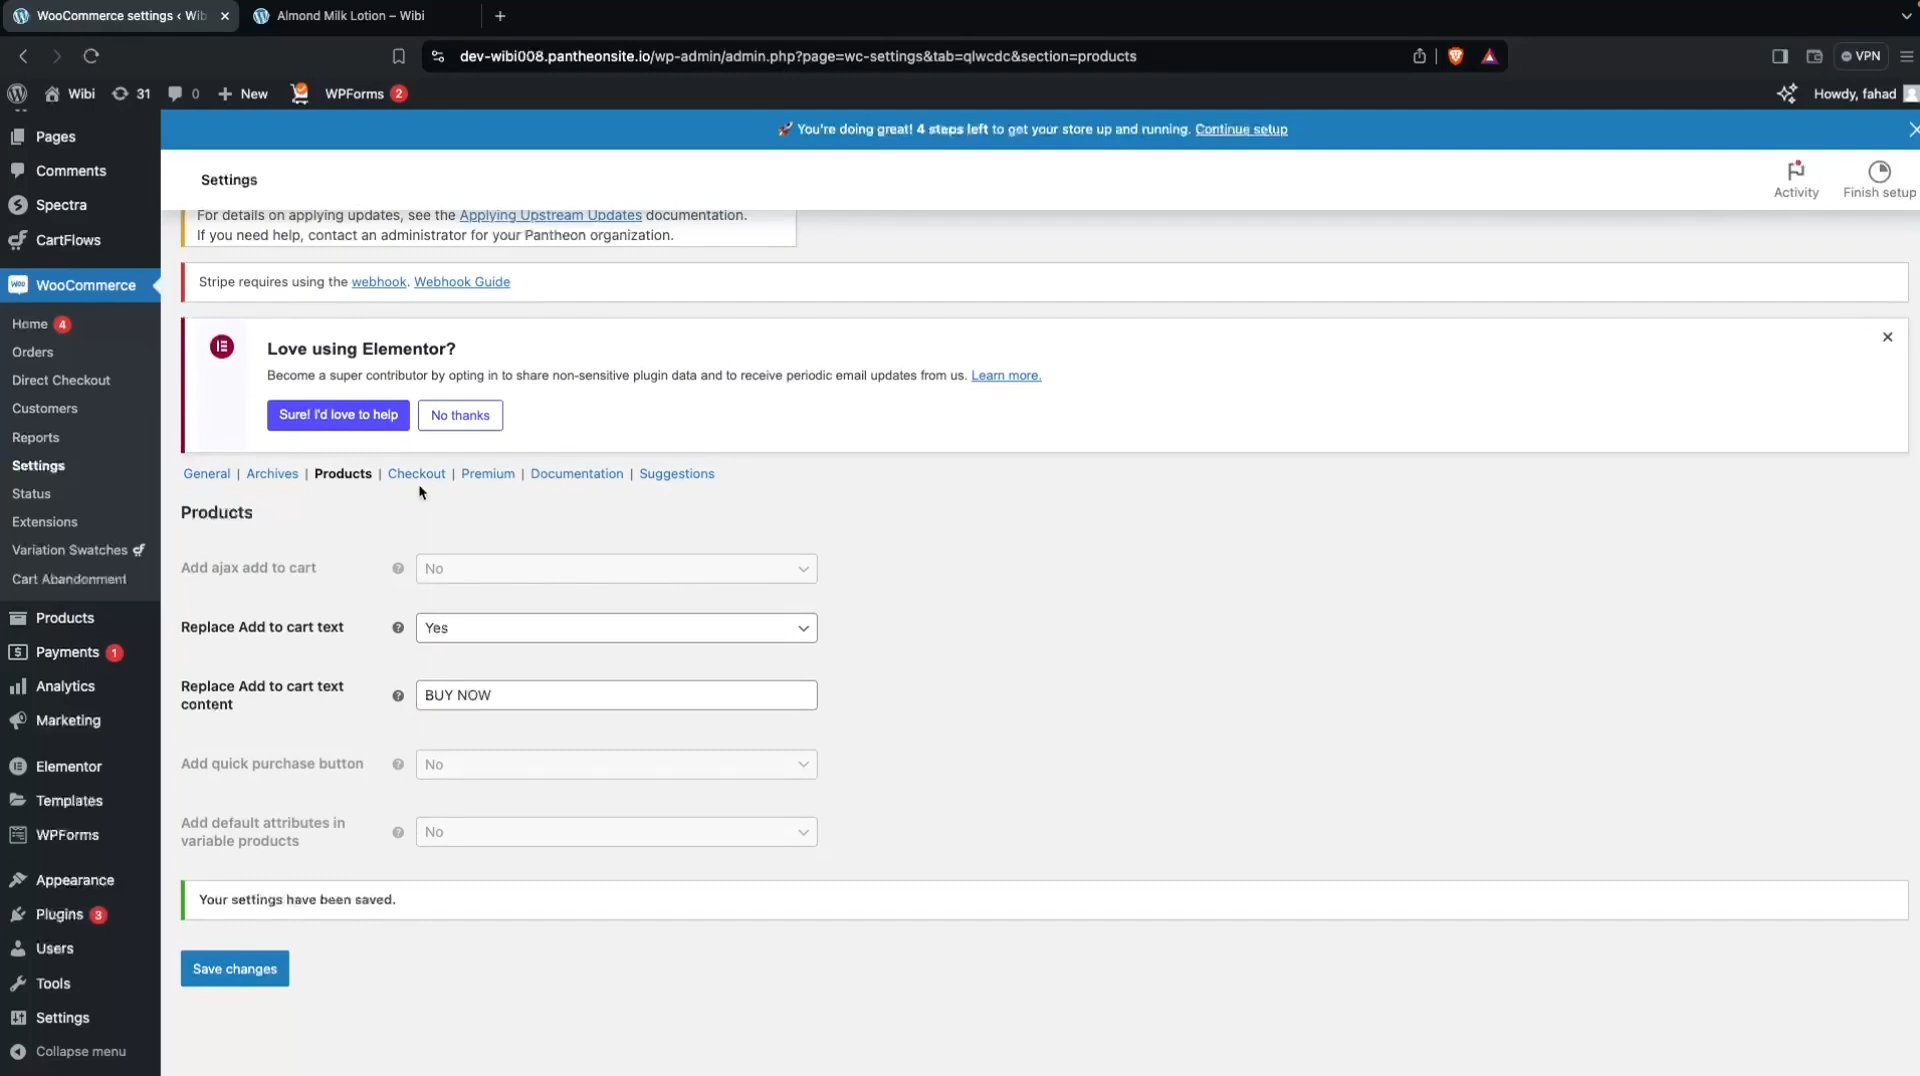 WooCommerce settings ‹ Wib
Almond Milk Lotion – Wibi
dev-wibi008.pantheonsite.io/wp-admin/admin.php?page=wc-settings&tab=qlwcdc&section=products
VPN
Wibi
31
0
New
WPForms 2
Howdy, fahad
You're doing great! 4 steps left to get your store up and running. Continue setup
Settings
Activity
Finish setup
Pages
Comments
Spectra
CartFlows
WooCommerce
Home 4
Orders
Direct Checkout
Customers
Reports
Settings
Status
Extensions
Variation Swatches
Cart Abandonment
Products
Payments 1
Analytics
Marketing
Elementor
Templates
WPForms
Appearance
Plugins 3
Users
Tools
Settings
Collapse menu
For details on applying updates, see the Applying Upstream Updates documentation.
If you need help, contact an administrator for your Pantheon organization.
Stripe requires using the webhook. Webhook Guide
Love using Elementor?
Become a super contributor by opting in to share non-sensitive plugin data and to receive periodic email updates from us. Learn more.
Sure! I'd love to help
No thanks
General | Archives | Products | Checkout | Premium | Documentation | Suggestions
Products
Add ajax add to cart
No
Replace Add to cart text
Yes
Replace Add to cart text
content
BUY NOW
Add quick purchase button
No
Add default attributes in
variable products
No
Your settings have been saved.
Save changes